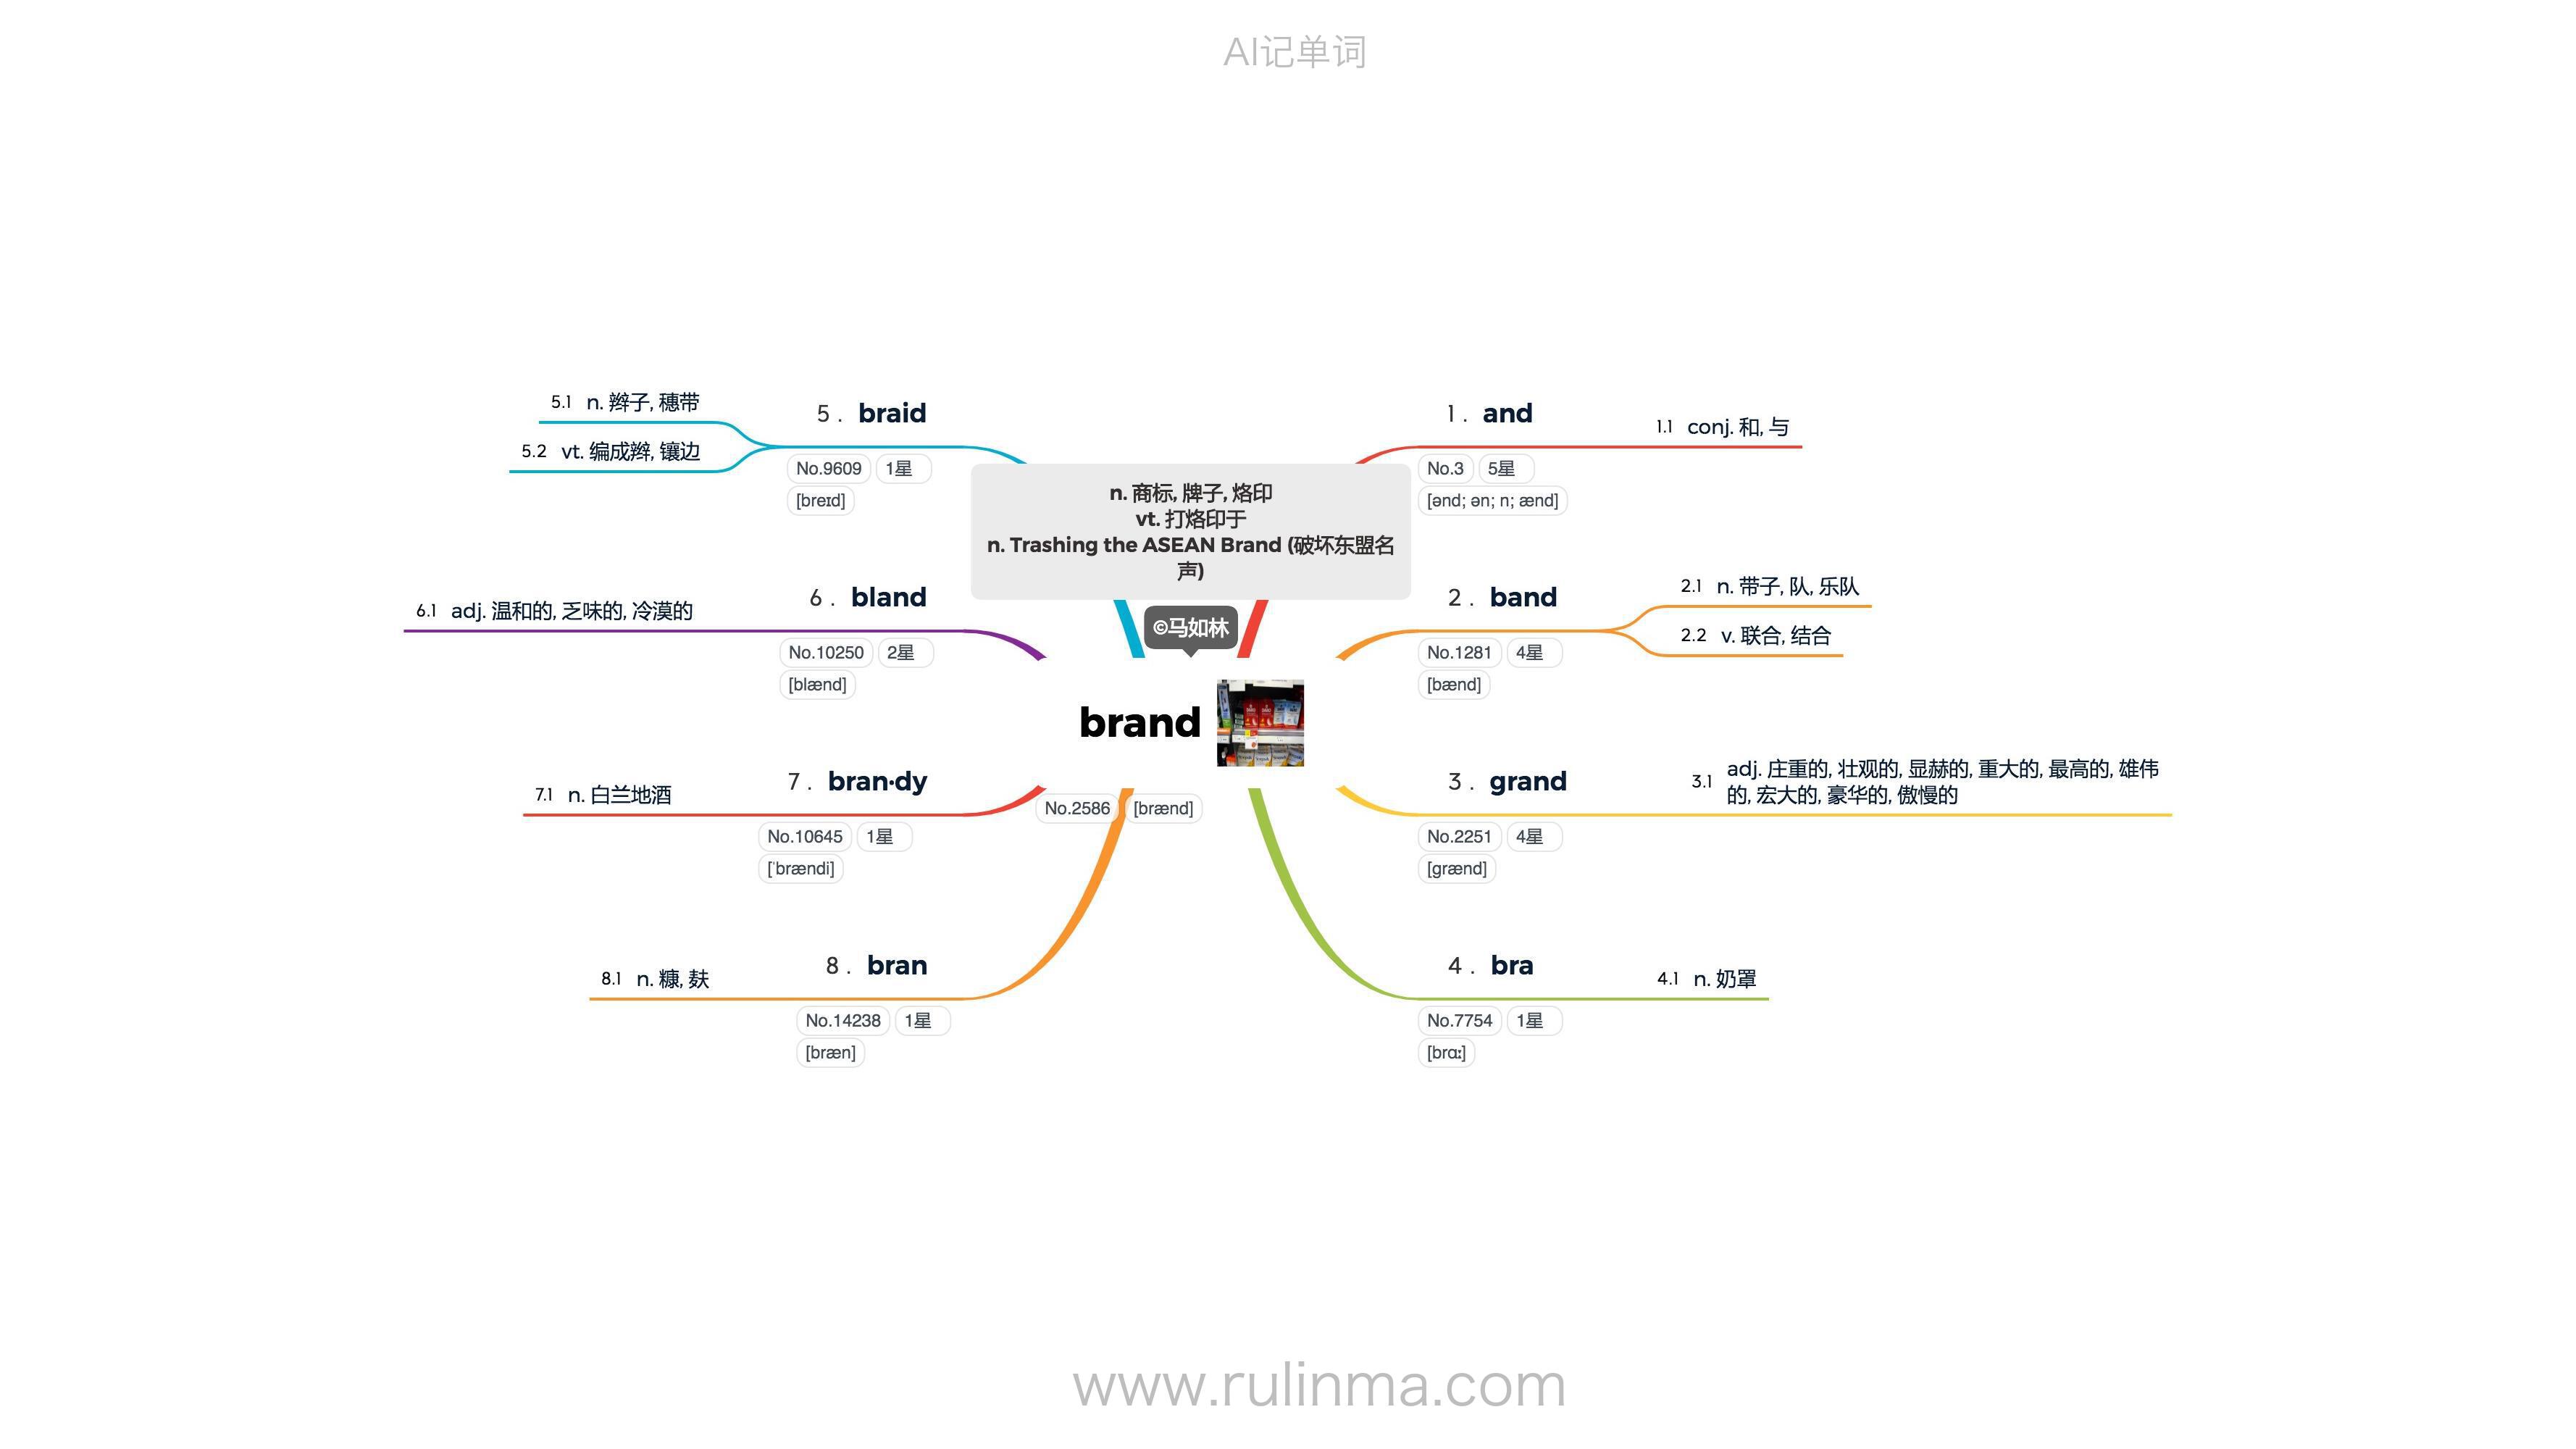 AI记单词
n. 商标, 牌子, 烙印
vt. 打烙印于
n. Trashing the ASEAN Brand (破坏东盟名
声)
©马如林
brand
No.2586 [brænd]
1 . and
No.3 5星
[ənd; ən; n; ænd]
1.1 conj. 和, 与
2 . band
No.1281 4星
[bænd]
2.1 n. 带子, 队, 乐队
2.2 v. 联合, 结合
3 . grand
No.2251 4星
[grænd]
3.1 adj. 庄重的, 壮观的, 显赫的, 重大的, 最高的, 雄伟
的, 宏大的, 豪华的, 傲慢的
4 . bra
No.7754 1星
[brɑː]
4.1 n. 奶罩
5 . braid
No.9609 1星
[breɪd]
5.1 n. 辫子, 穗带
5.2 vt. 编成辫, 镶边
6 . bland
No.10250 2星
[blænd]
6.1 adj. 温和的, 乏味的, 冷漠的
7 . bran·dy
No.10645 1星
[ˈbrændi]
7.1 n. 白兰地酒
8 . bran
No.14238 1星
[bræn]
8.1 n. 糠, 麸
www.rulinma.com